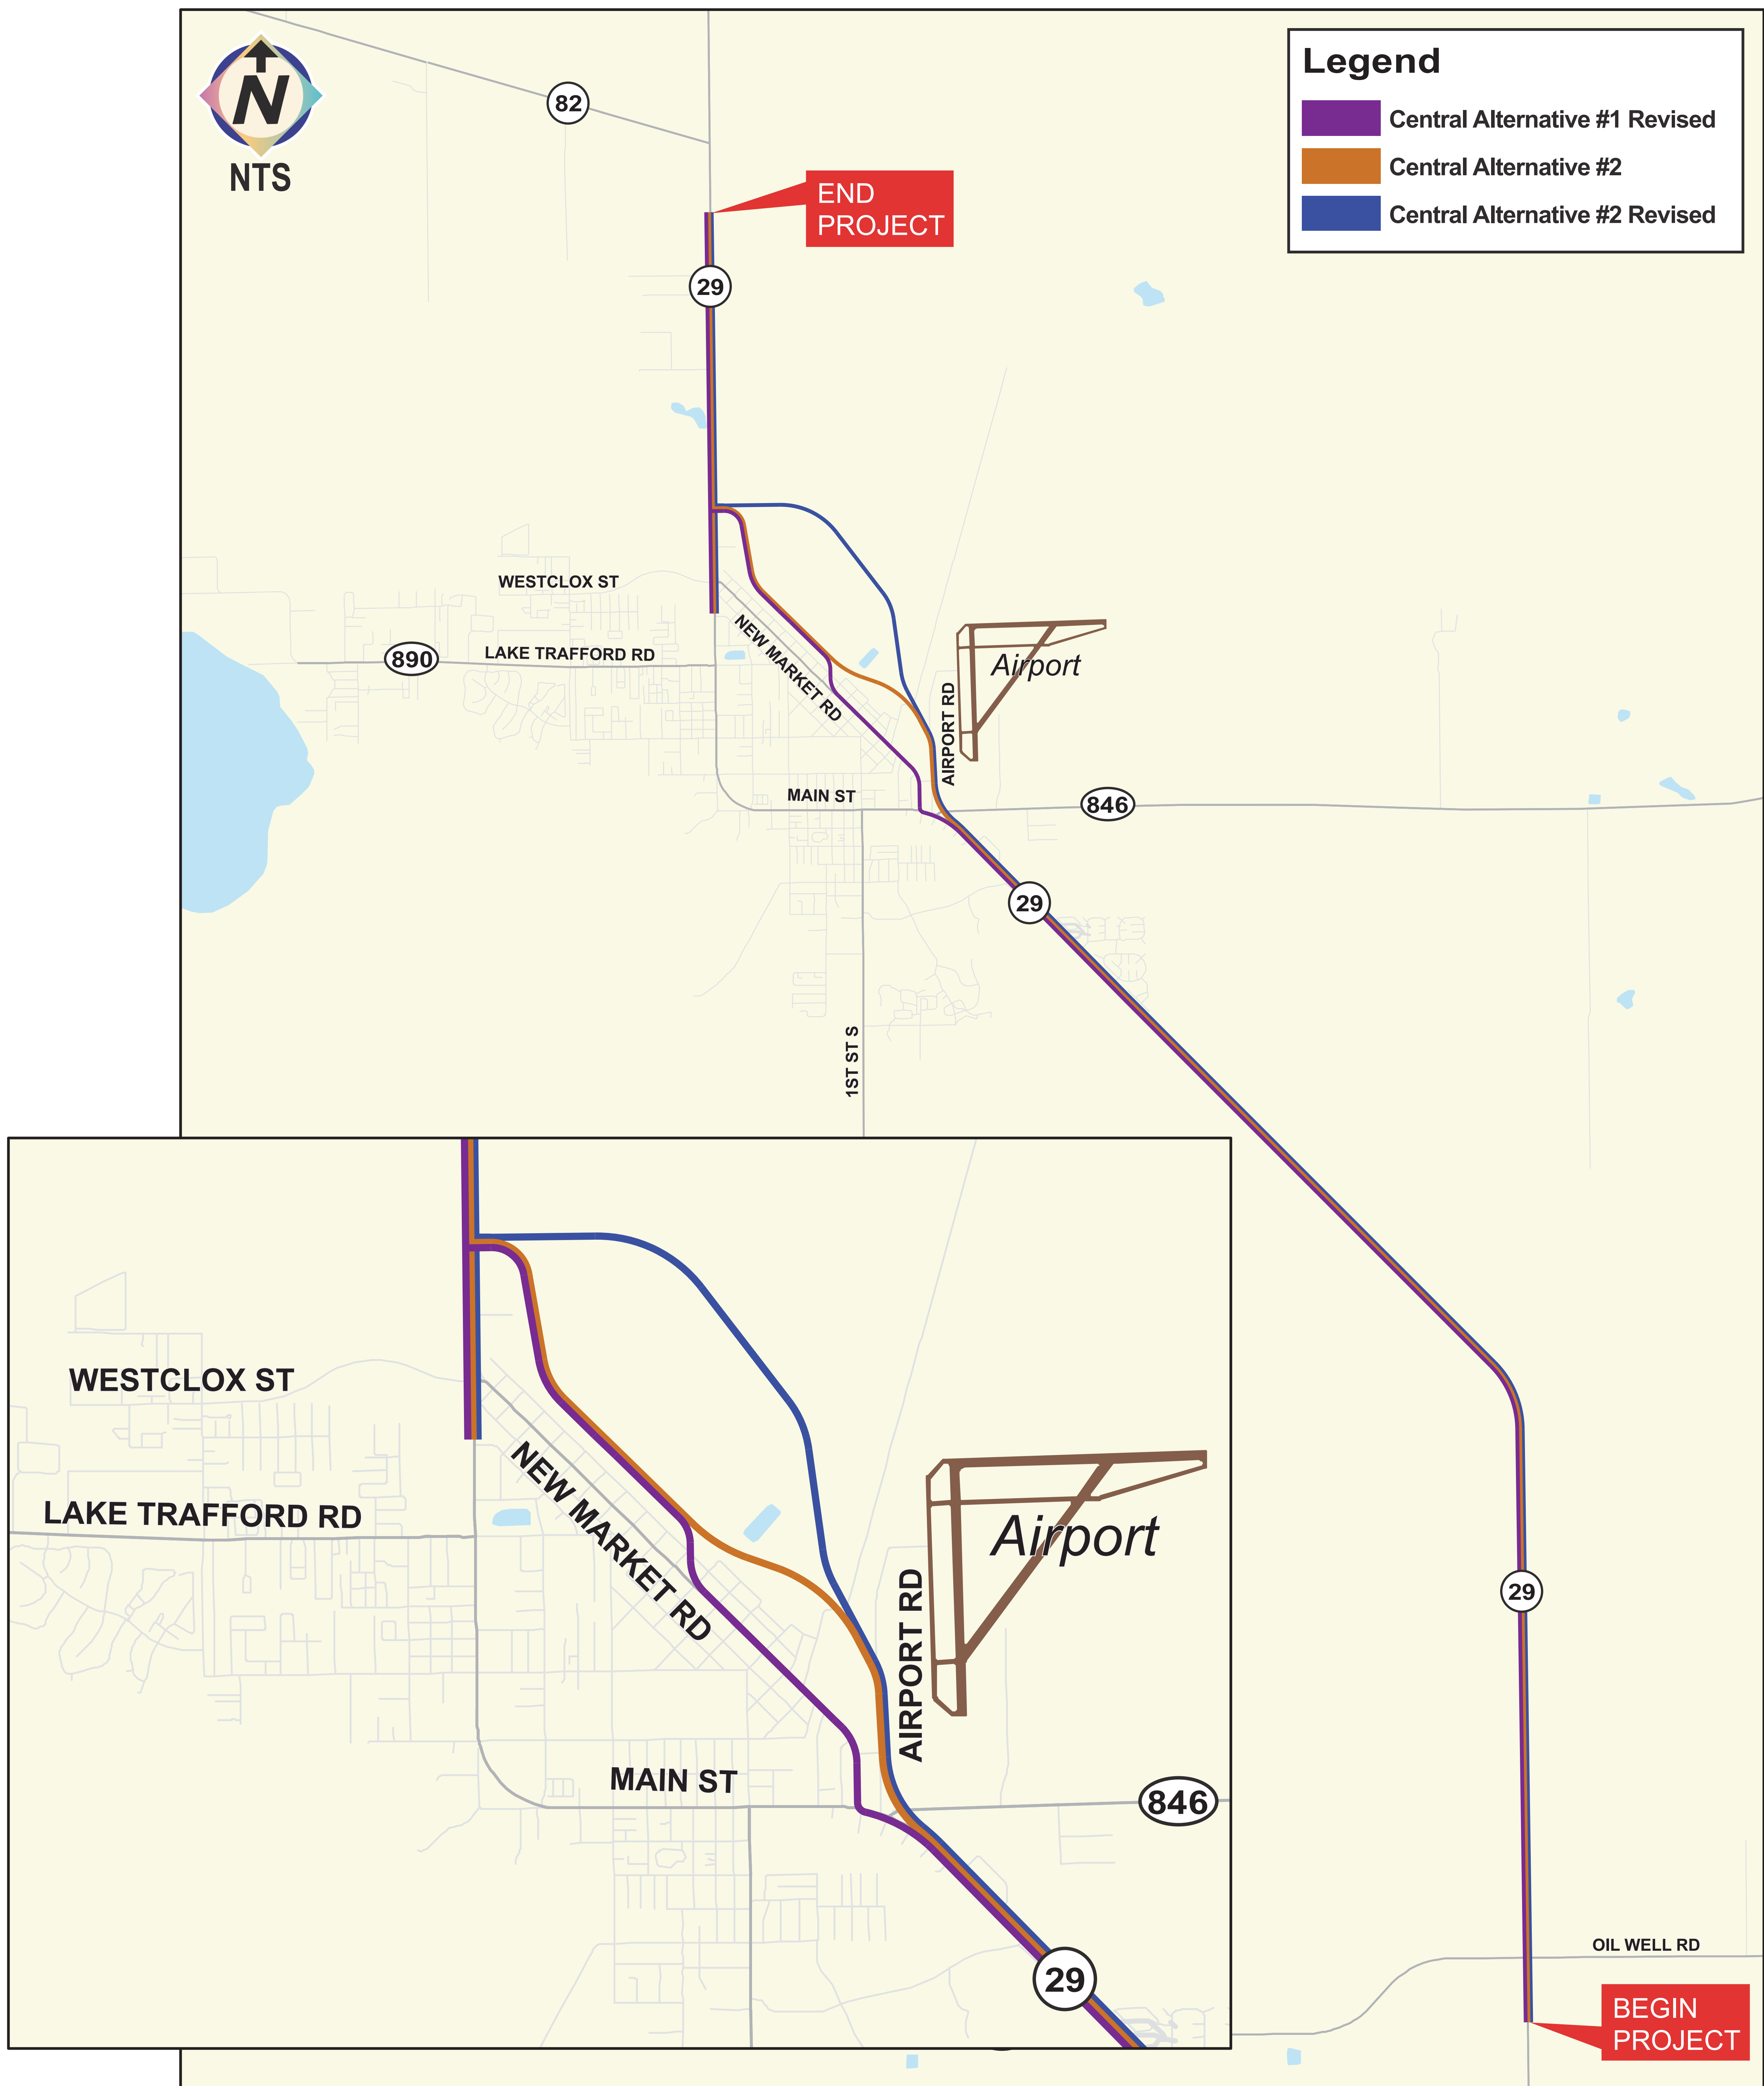 N
NTS
82
Legend
Central Alternative #1 Revised
Central Alternative #2
Central Alternative #2 Revised
END
PROJECT
29
WESTCLOX ST
890
LAKE TRAFFORD RD
NEW MARKET RD
AIRPORT RD
Airport
MAIN ST
846
29
1ST ST S
WESTCLOX ST
LAKE TRAFFORD RD
NEW MARKET RD
AIRPORT RD
Airport
MAIN ST
846
29
29
OIL WELL RD
BEGIN
PROJECT